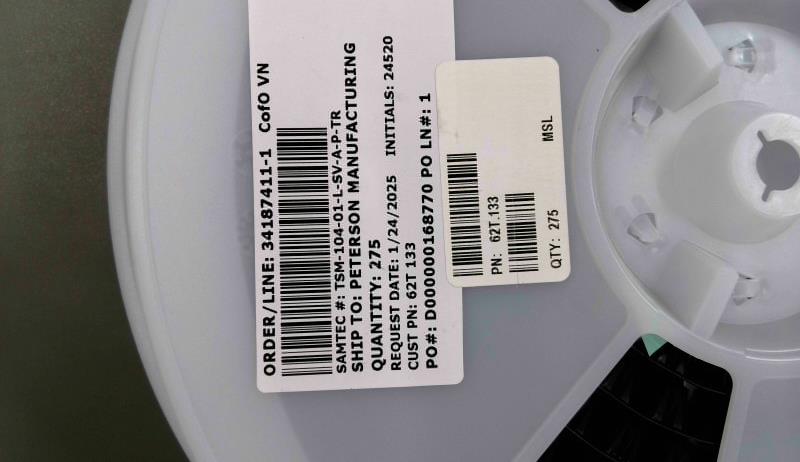 ORDER/LINE: 34187411-1 CofO VN
SAMTEC #: TSM-104-01-L-SV-A-P-TR
SHIP TO: PETERSON MANUFACTURING
QUANTITY: 275
REQUEST DATE: 1/24/2025 INITIALS: 24520
CUST PN: 62T 133
PO#: D000000168770 PO LN#: 1
PN: 62T.133
QTY: 275 MSL